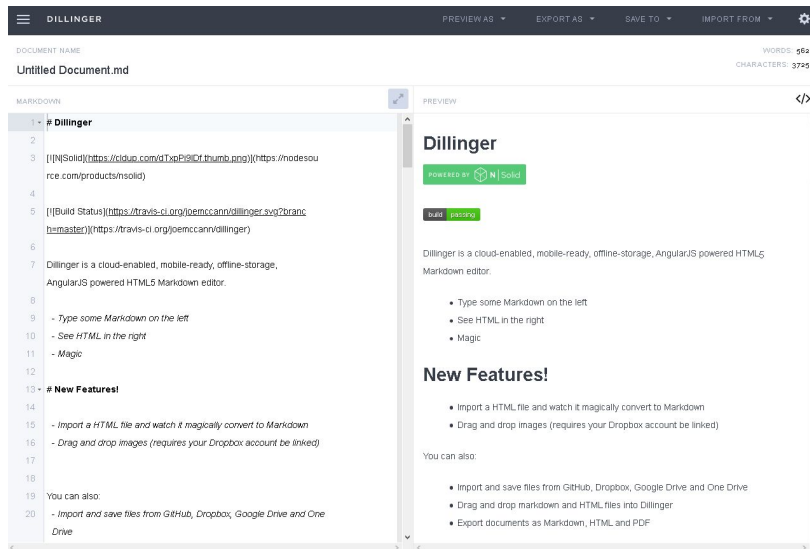 DILLINGER
PREVIEW AS
EXPORT AS
SAVE TO
IMPORT FROM
DOCUMENT NAME
Untitled Document.md
WORDS: 562
CHARACTERS: 3725
MARKDOWN
1 # Dillinger
2
3 [![N|Solid](https://cldup.com/dTxpPi9lDf.thumb.png)](https://nodesou
rce.com/products/nsolid)
4
5 [![Build Status](https://travis-ci.org/joemccann/dillinger.svg?branc
h=master)](https://travis-ci.org/joemccann/dillinger)
6
7 Dillinger is a cloud-enabled, mobile-ready, offline-storage,
AngularJS powered HTML5 Markdown editor.
8
9 - Type some Markdown on the left
10 - See HTML in the right
11 - Magic
12
13 # New Features!
14
15 - Import a HTML file and watch it magically convert to Markdown
16 - Drag and drop images (requires your Dropbox account be linked)
17
18
19 You can also:
20 - Import and save files from GitHub, Dropbox, Google Drive and One
Drive
PREVIEW
</>
Dillinger
POWERED BY N | Solid
build passing
Dillinger is a cloud-enabled, mobile-ready, offline-storage, AngularJS powered HTML5
Markdown editor.
• Type some Markdown on the left
• See HTML in the right
• Magic
New Features!
• Import a HTML file and watch it magically convert to Markdown
• Drag and drop images (requires your Dropbox account be linked)
You can also:
• Import and save files from GitHub, Dropbox, Google Drive and One Drive
• Drag and drop markdown and HTML files into Dillinger
• Export documents as Markdown, HTML and PDF